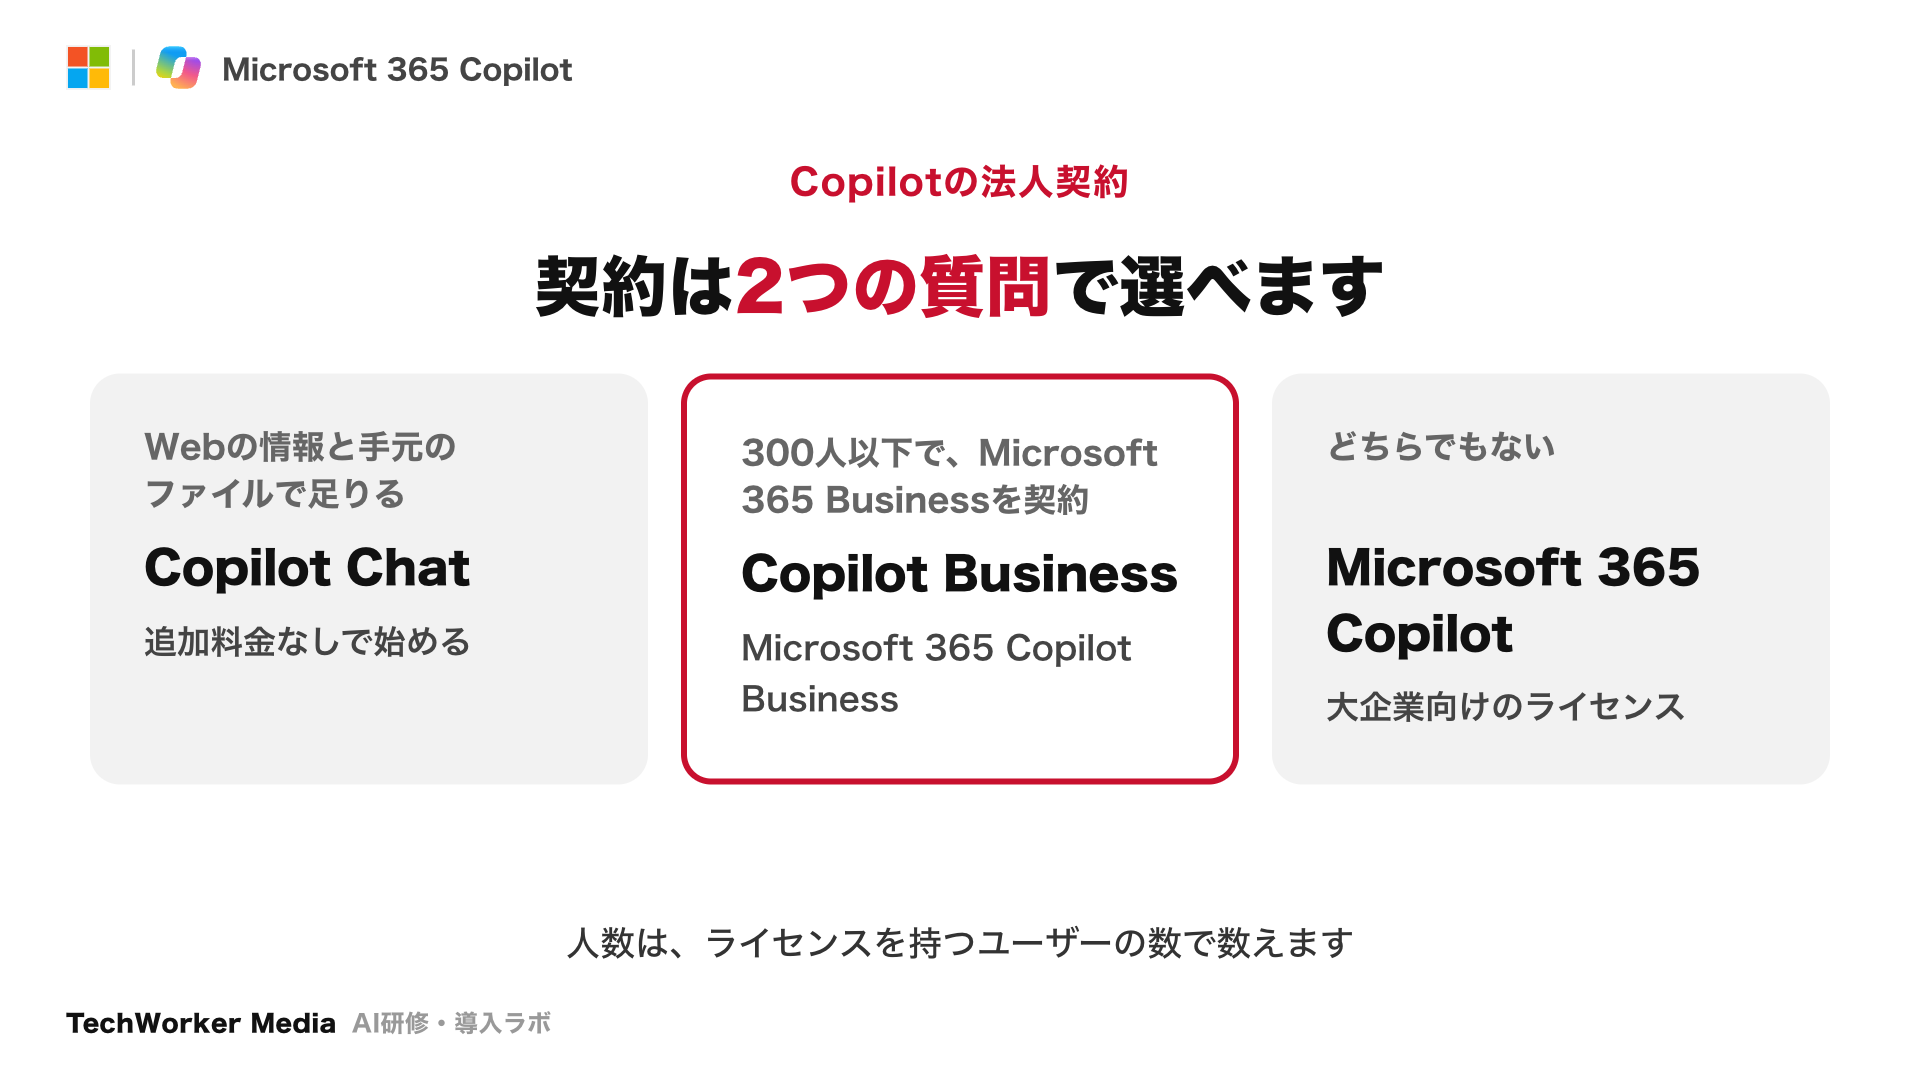 Microsoft 365 Copilot
Copilotの法人契約
契約は2つの質問で選べます
Webの情報と手元の
ファイルで足りる
Copilot Chat
追加料金なしで始める
300人以下で、Microsoft
365 Businessを契約
Copilot Business
Microsoft 365 Copilot
Business
どちらでもない
Microsoft 365
Copilot
大企業向けのライセンス
人数は、ライセンスを持つユーザーの数で数えます
TechWorker Media AI研修・導入ラボ